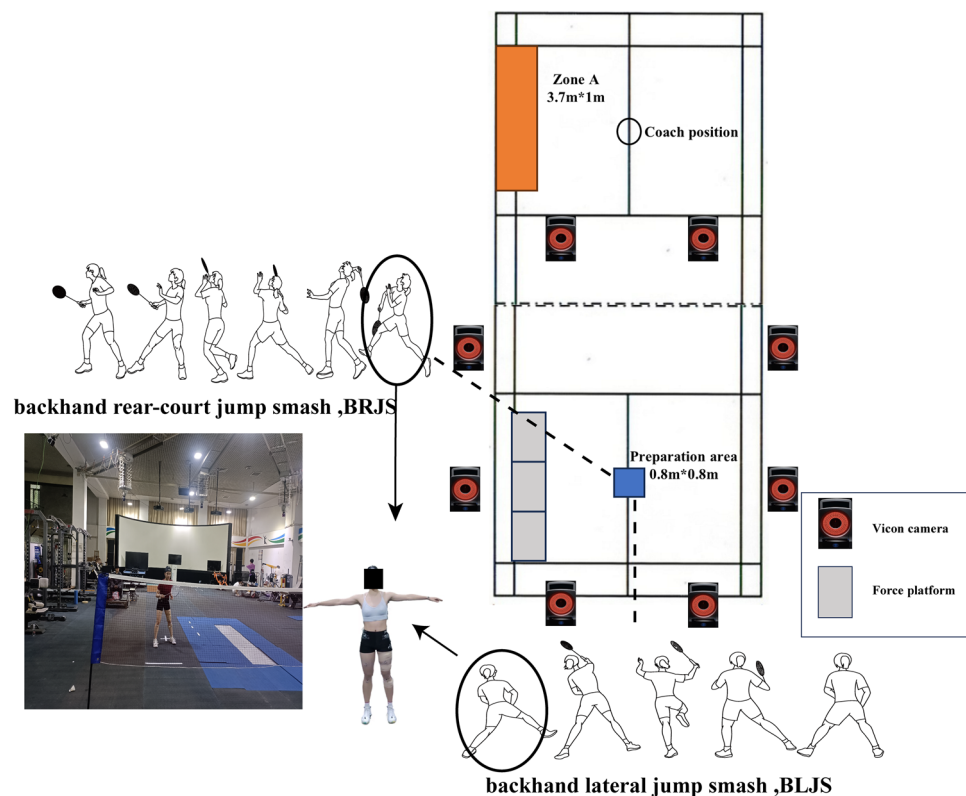 Zone A
3.7m*1m
Coach position
backhand rear-court jump smash ,BRJS
Preparation area
0.8m*0.8m
Vicon camera
Force platform
backhand lateral jump smash ,BLJS